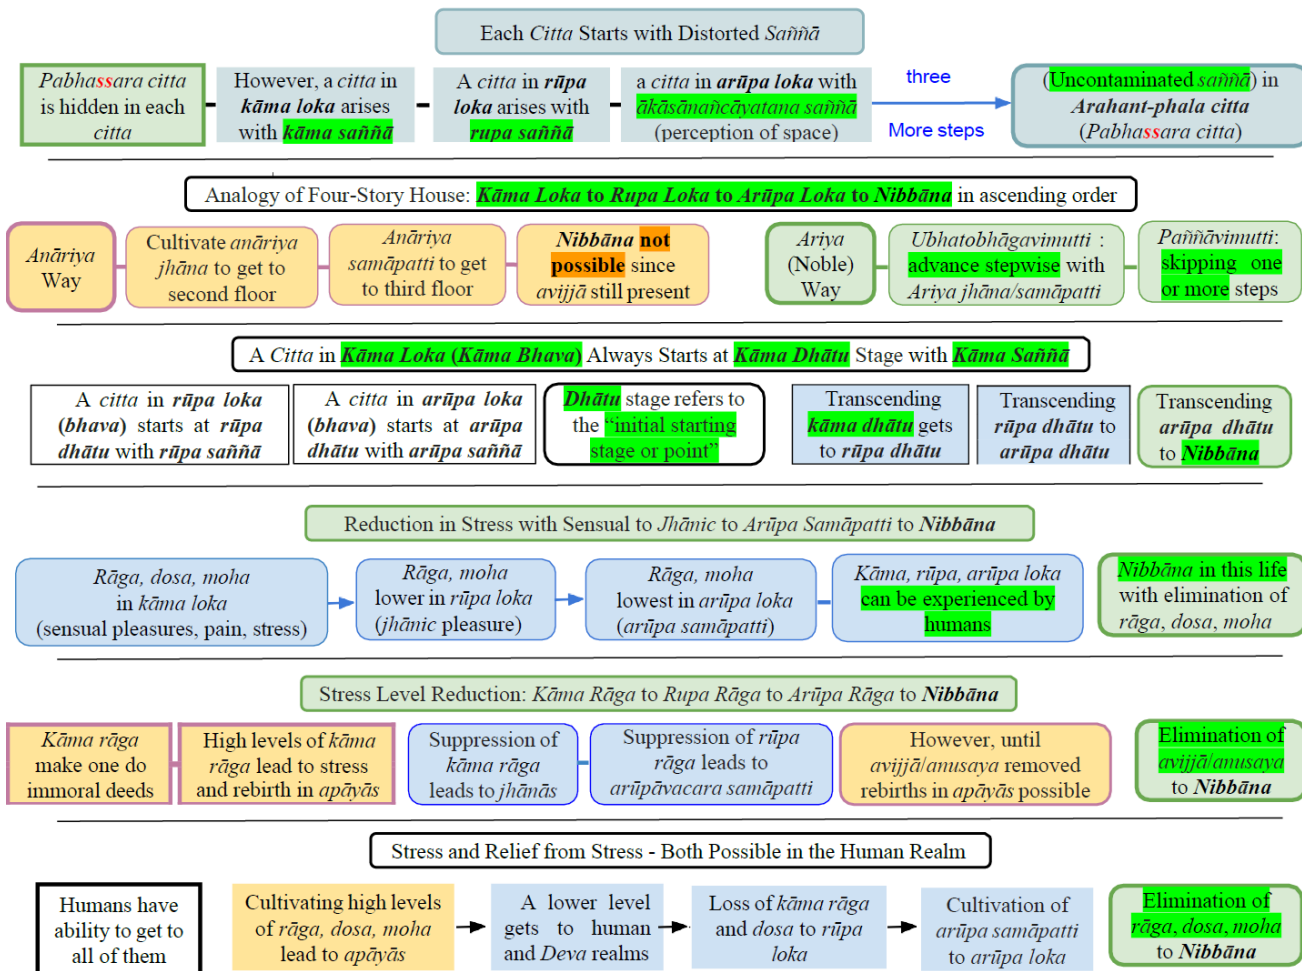 Each Citta Starts with Distorted Saññā
Pabhassara citta
is hidden in each
citta
However, a citta in
kāma loka arises
with kāma saññā
A citta in rūpa
loka arises with
rupa saññā
a citta in arūpa loka with
ākāsānañcāyatana saññā
(perception of space)
three
More steps
(Uncontaminated saññā) in
Arahant-phala citta
(Pabhassara citta)
Analogy of Four-Story House: Kāma Loka to Rupa Loka to Arūpa Loka to Nibbāna in ascending order
Anāriya
Way
Cultivate anāriya
jhāna to get to
second floor
Anāriya
samāpatti to get
to third floor
Nibbāna not
possible since
avijjā still present
Ariya
(Noble)
Way
Ubhatobhāgavimutti :
advance stepwise with
Ariya jhāna/samāpatti
Paññāvimutti:
skipping one
or more steps
A Citta in Kāma Loka (Kāma Bhava) Always Starts at Kāma Dhātu Stage with Kāma Saññā
A citta in rūpa loka
(bhava) starts at rūpa
dhātu with rūpa saññā
A citta in arūpa loka
(bhava) starts at arūpa
dhātu with arūpa saññā
Dhātu stage refers to
the “initial starting
stage or point”
Transcending
kāma dhātu gets
to rūpa dhātu
Transcending
rūpa dhātu to
arūpa dhātu
Transcending
arūpa dhātu
to Nibbāna
Reduction in Stress with Sensual to Jhānic to Arūpa Samāpatti to Nibbāna
Rāga, dosa, moha
in kāma loka
(sensual pleasures, pain, stress)
Rāga, moha
lower in rūpa loka
(jhānic pleasure)
Rāga, moha
lowest in arūpa loka
(arūpa samāpatti)
Kāma, rūpa, arūpa loka
can be experienced by
humans
Nibbāna in this life
with elimination of
rāga, dosa, moha
Stress Level Reduction: Kāma Rāga to Rupa Rāga to Arūpa Rāga to Nibbāna
Kāma rāga
make one do
immoral deeds
High levels of kāma
rāga lead to stress
and rebirth in apāyās
Suppression of
kāma rāga
leads to jhānās
Suppression of rūpa
rāga leads to
arūpāvacara samāpatti
However, until
avijjā/anusaya removed
rebirths in apāyās possible
Elimination of
avijjā/anusaya
to Nibbāna
Stress and Relief from Stress - Both Possible in the Human Realm
Humans have
ability to get to
all of them
Cultivating high levels
of rāga, dosa, moha
lead to apāyās
A lower level
gets to human
and Deva realms
Loss of kāma rāga
and dosa to rūpa
loka
Cultivation of
arūpa samāpatti
to arūpa loka
Elimination of
rāga, dosa, moha
to Nibbāna